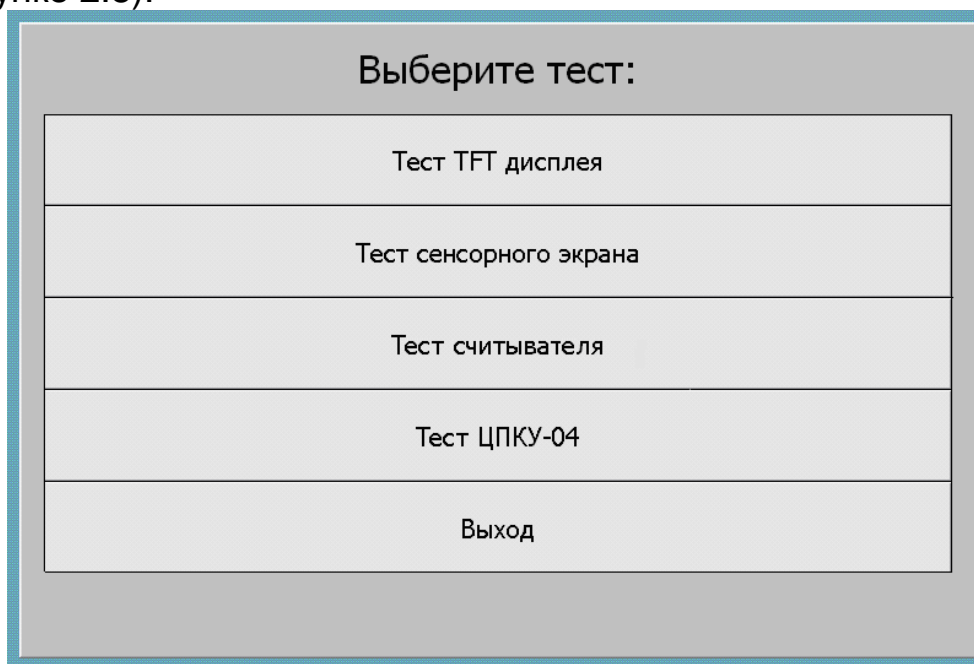 Выберите тест:
Тест TFT дисплея
Тест сенсорного экрана
Тест считывателя
Тест ЦПКУ-04
Выход